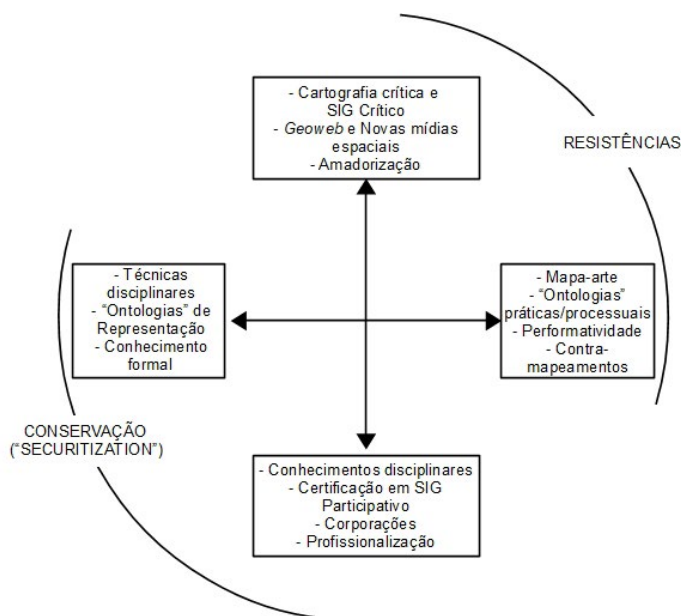 - Cartografia crítica e
SIG Crítico
- Geoweb e Novas mídias
espaciais
- Amadorização
RESISTÊNCIAS
- Técnicas
disciplinares
- “Ontologias” de
Representação
- Conhecimento
formal
- Mapa-arte
- “Ontologias”
práticas/processuais
- Performatividade
- Contra-
mapeamentos
CONSERVAÇÃO
(“SECURITIZATION”)
- Conhecimentos disciplinares
- Certificação em SIG
Participativo
- Corporações
- Profissionalização